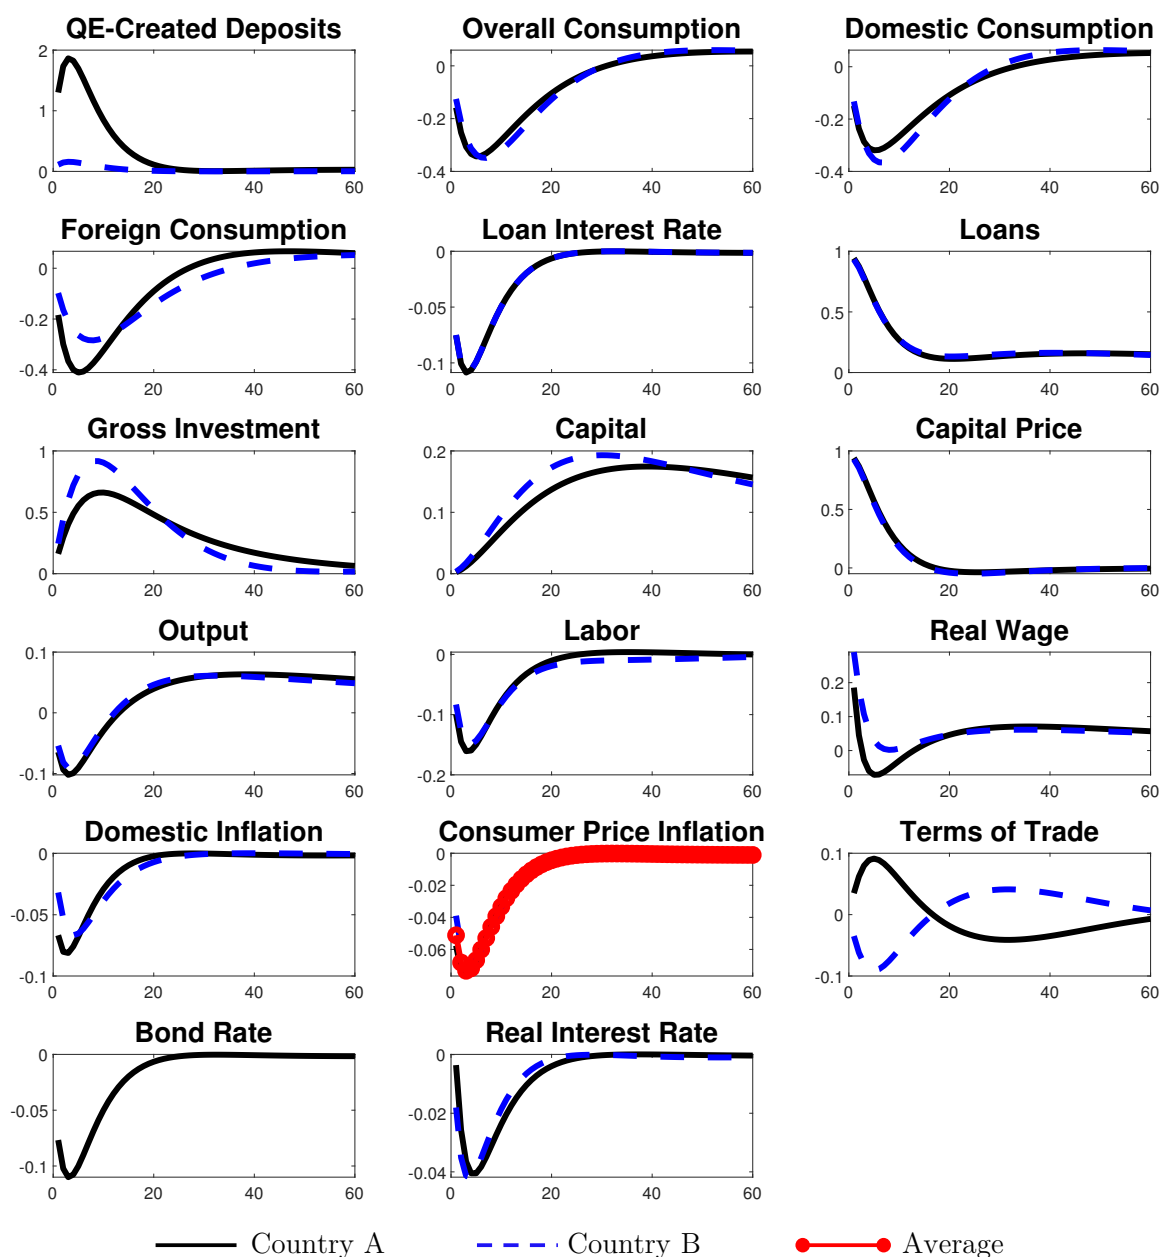 QE-Created Deposits Overall Consumption Domestic Consumption
2
1
0
0 20 40 60
0
-0.2
-0.4
0 20 40 60
0
-0.2
-0.4
0 20 40 60
Foreign Consumption Loan Interest Rate Loans
0
-0.2
-0.4
0 20 40 60
0
-0.05
-0.1
0 20 40 60
1
0.5
0
0 20 40 60
Gross Investment Capital Capital Price
1
0.5
0
0 20 40 60
0.2
0.1
0
0 20 40 60
1
0.5
0
0 20 40 60
Output Labor Real Wage
0.1
0
-0.1
0 20 40 60
0
-0.1
-0.2
0 20 40 60
0.2
0.1
0
0 20 40 60
Domestic Inflation Consumer Price Inflation Terms of Trade
0
-0.05
-0.1
0 20 40 60
0
-0.02
-0.04
-0.06
0 20 40 60
0.1
0
-0.1
0 20 40 60
Bond Rate Real Interest Rate
0
-0.05
-0.1
0 20 40 60
0
-0.02
-0.04
0 20 40 60
Country A Country B Average